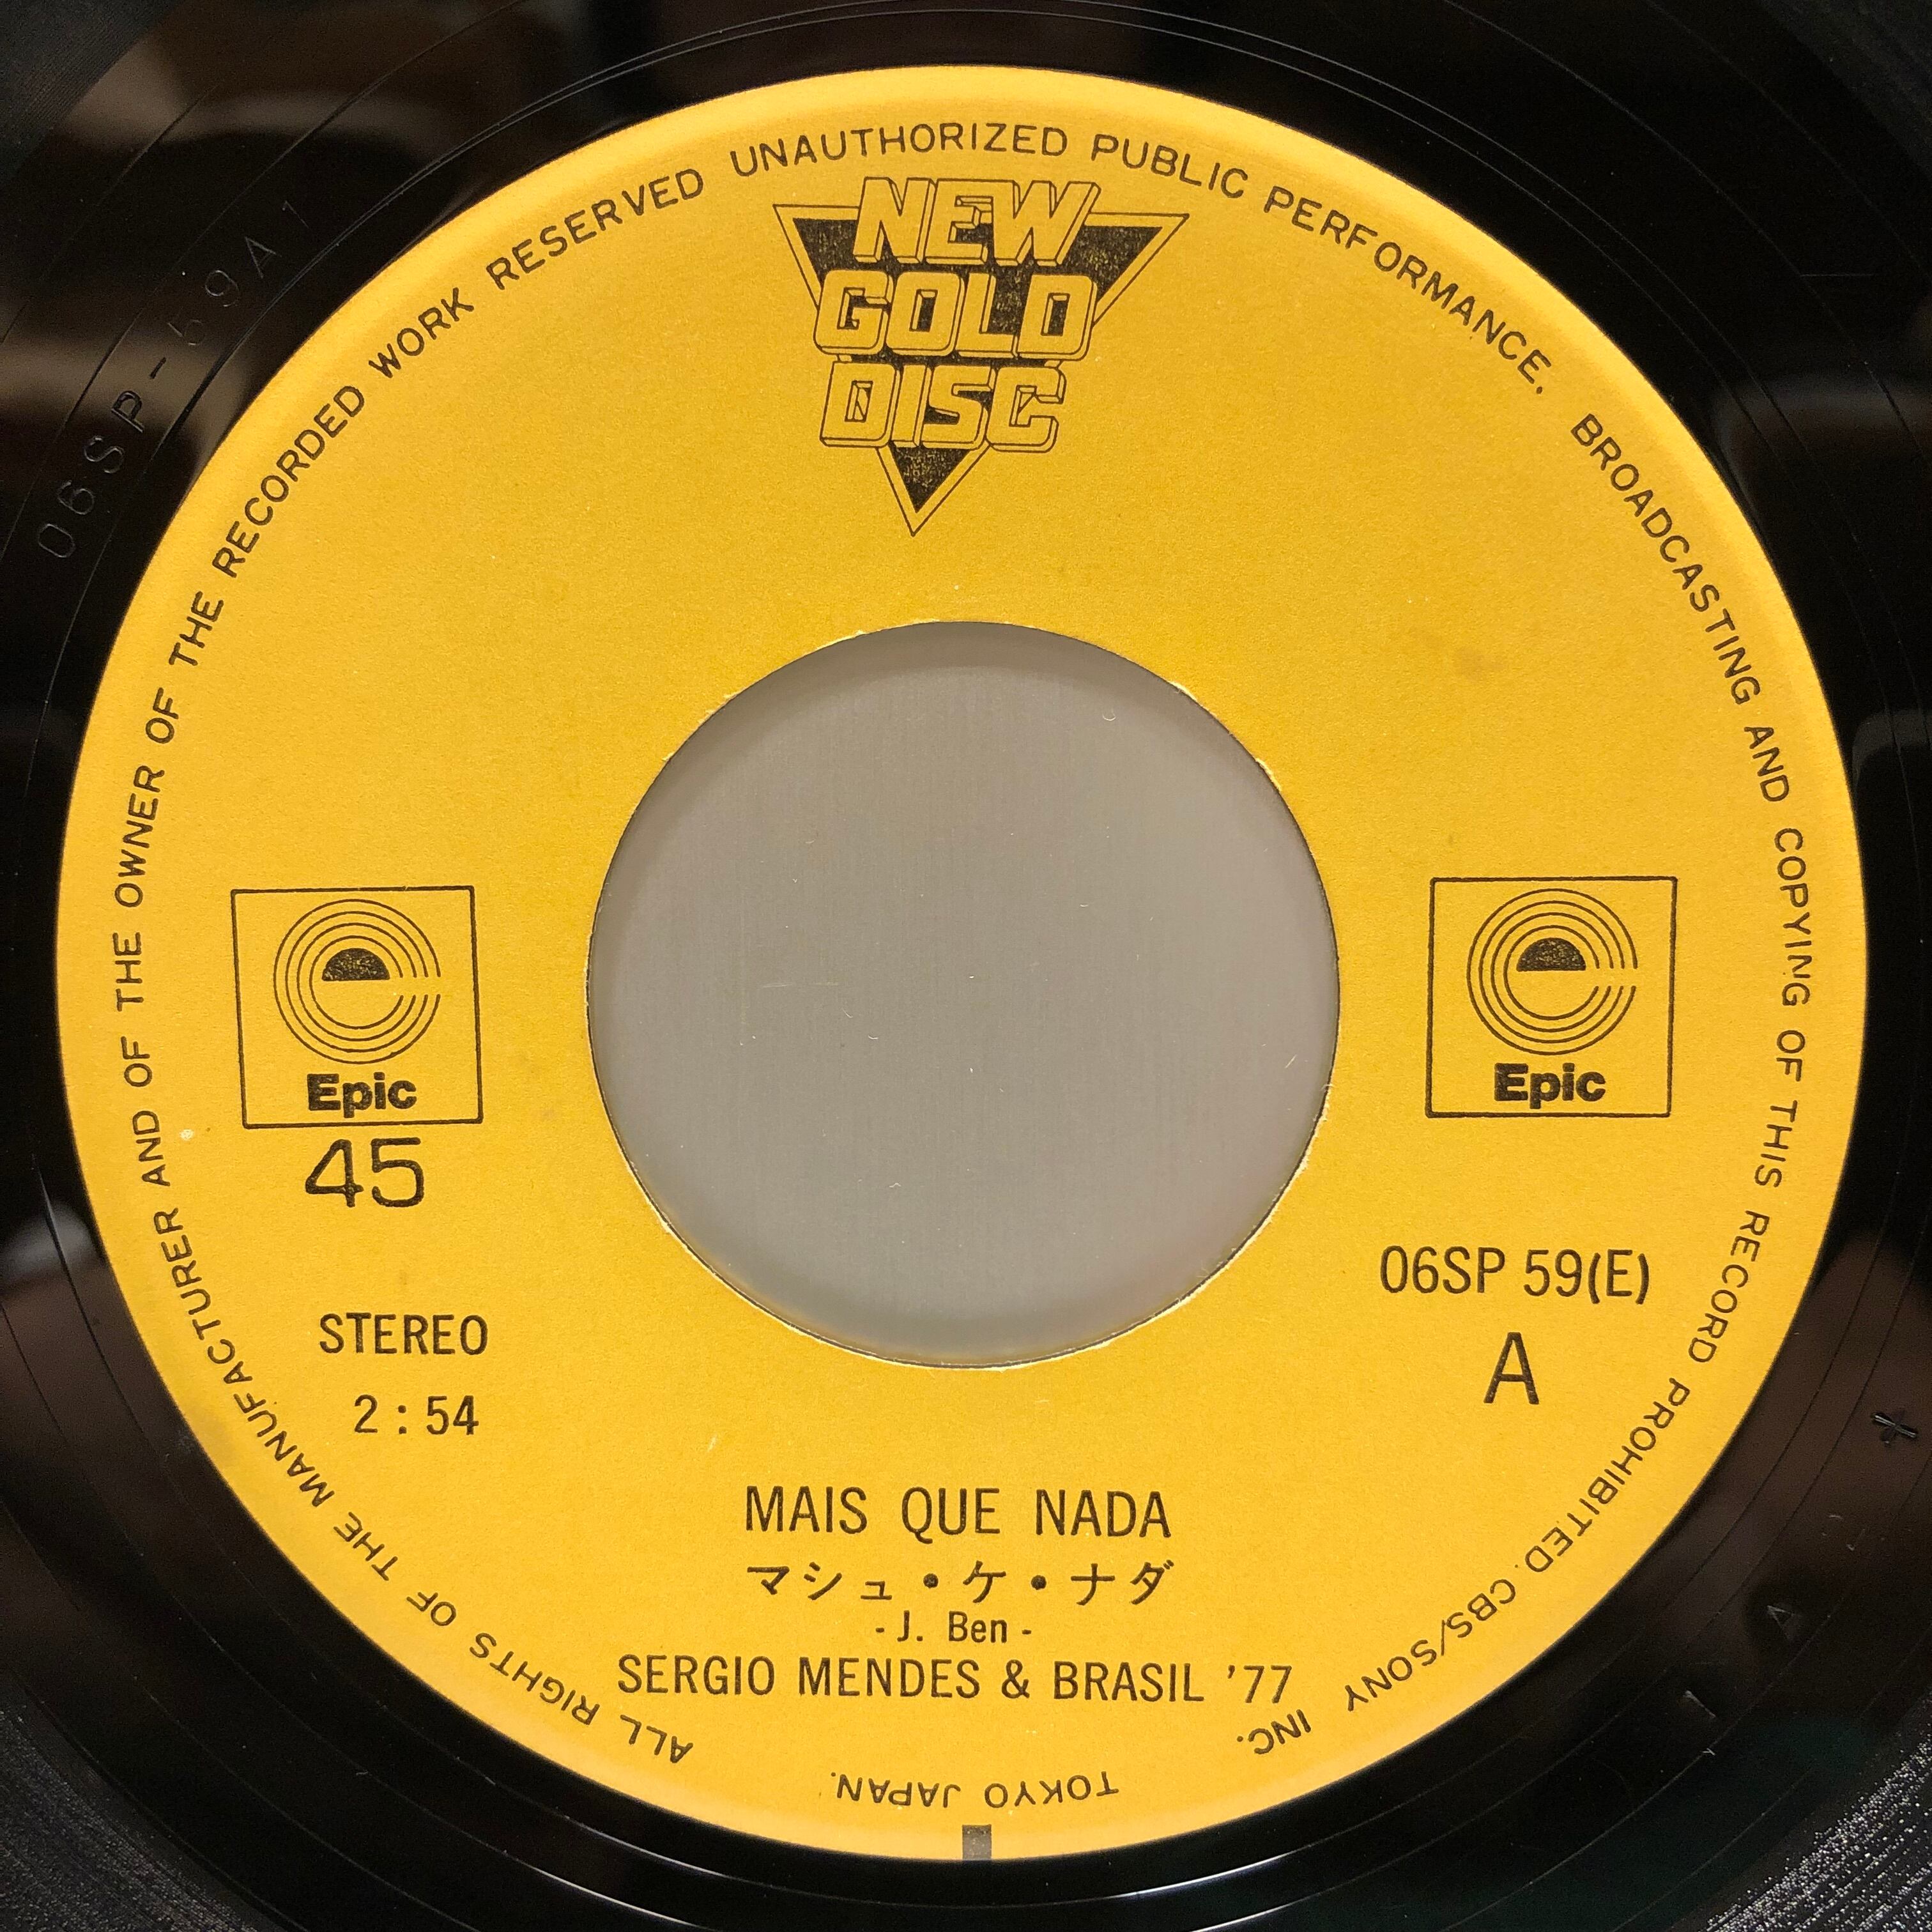 ALL RIGHTS OF THE MANUFACTURER AND OF THE OWNER OF THE RECORDED WORK RESERVED UNAUTHORIZED PUBLIC PERFORMANCE. BROADCASTING AND COPYING OF THIS RECORD PROHIBITED. CBS/SONY INC.
TOKYO JAPAN.
NEW
GOLD
DISC
Epic
45
Epic
STEREO
2:54
06SP 59(E)
A
MAIS QUE NADA
マシュ・ケ・ナダ
- J. Ben -
SERGIO MENDES & BRASIL '77
06SP-59A1